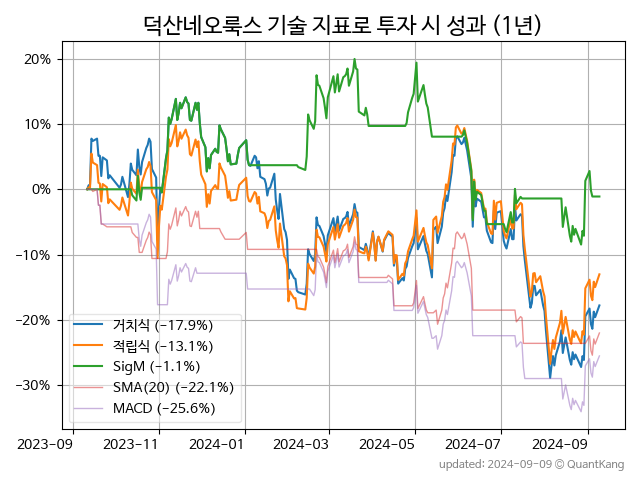 덕산네오룩스 기술 지표로 투자 시 성과 (1년)
20%
10%
0%
−10%
−20%
−30%
거치식 (−17.9%)
적립식 (−13.1%)
SigM (−1.1%)
SMA(20) (−22.1%)
MACD (−25.6%)
2023-09 2023-11 2024-01 2024-03 2024-05 2024-07 2024-09
updated: 2024-09-09 © QuantKang